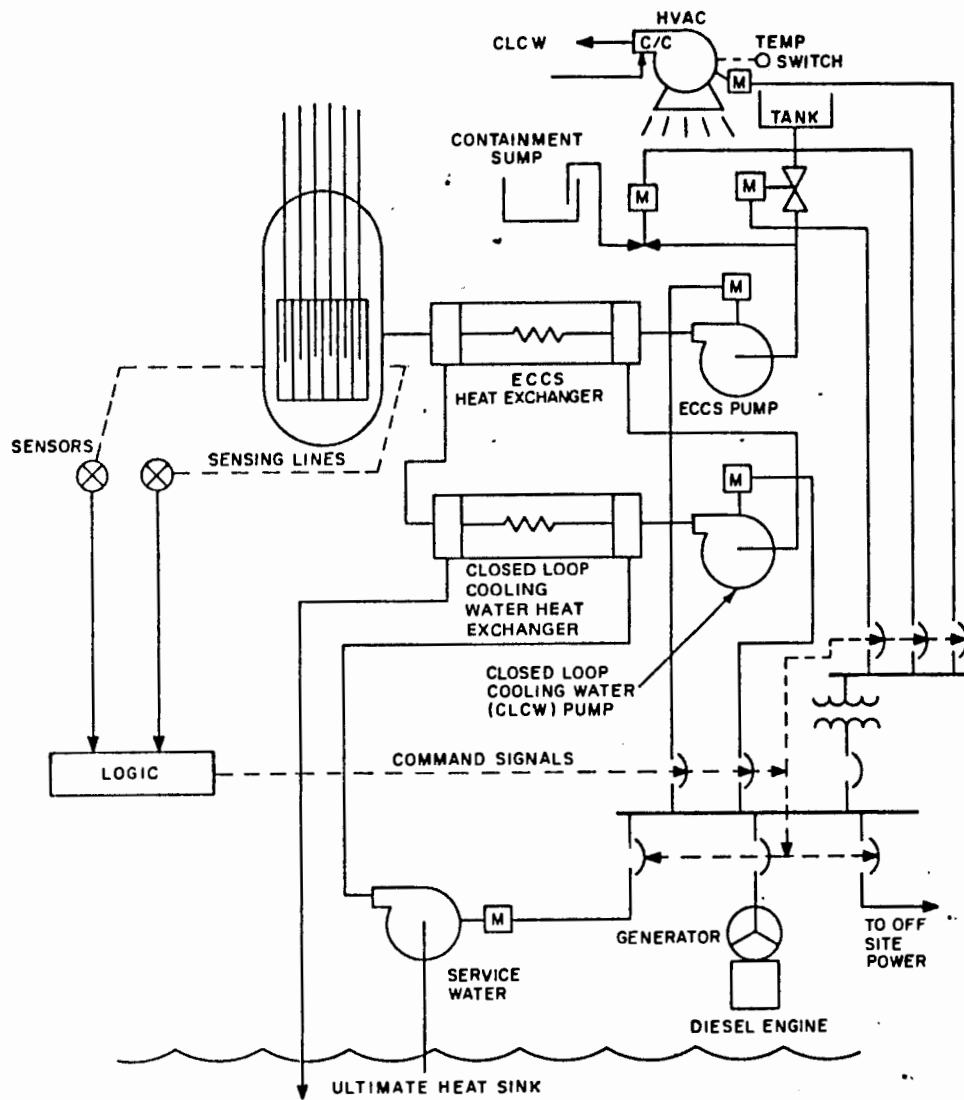 HVAC
CLCW
C/C
TEMP
SWITCH
M
TANK
CONTAINMENT
SUMP
M
M
M
ECCS
HEAT EXCHANGER
ECCS PUMP
SENSORS
SENSING LINES
M
CLOSED LOOP
COOLING
WATER HEAT
EXCHANGER
CLOSED LOOP
COOLING WATER
(CLCW) PUMP
LOGIC
COMMAND SIGNALS
M
GENERATOR
TO OFF
SITE
POWER
SERVICE
WATER
DIESEL ENGINE
ULTIMATE HEAT SINK